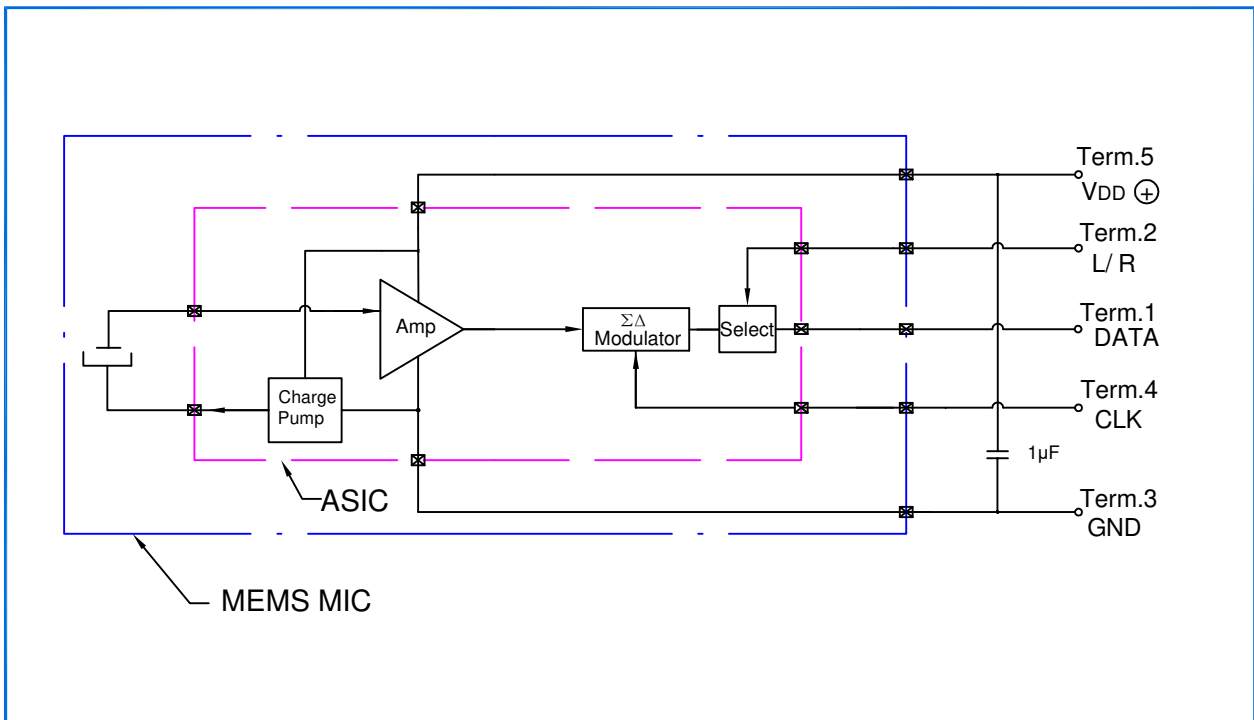 Term.5
VDD +
Term.2
L/ R
Amp
ΣΔ
Modulator
Select
Term.1
DATA
Charge
Pump
Term.4
CLK
1µF
ASIC
Term.3
GND
MEMS MIC